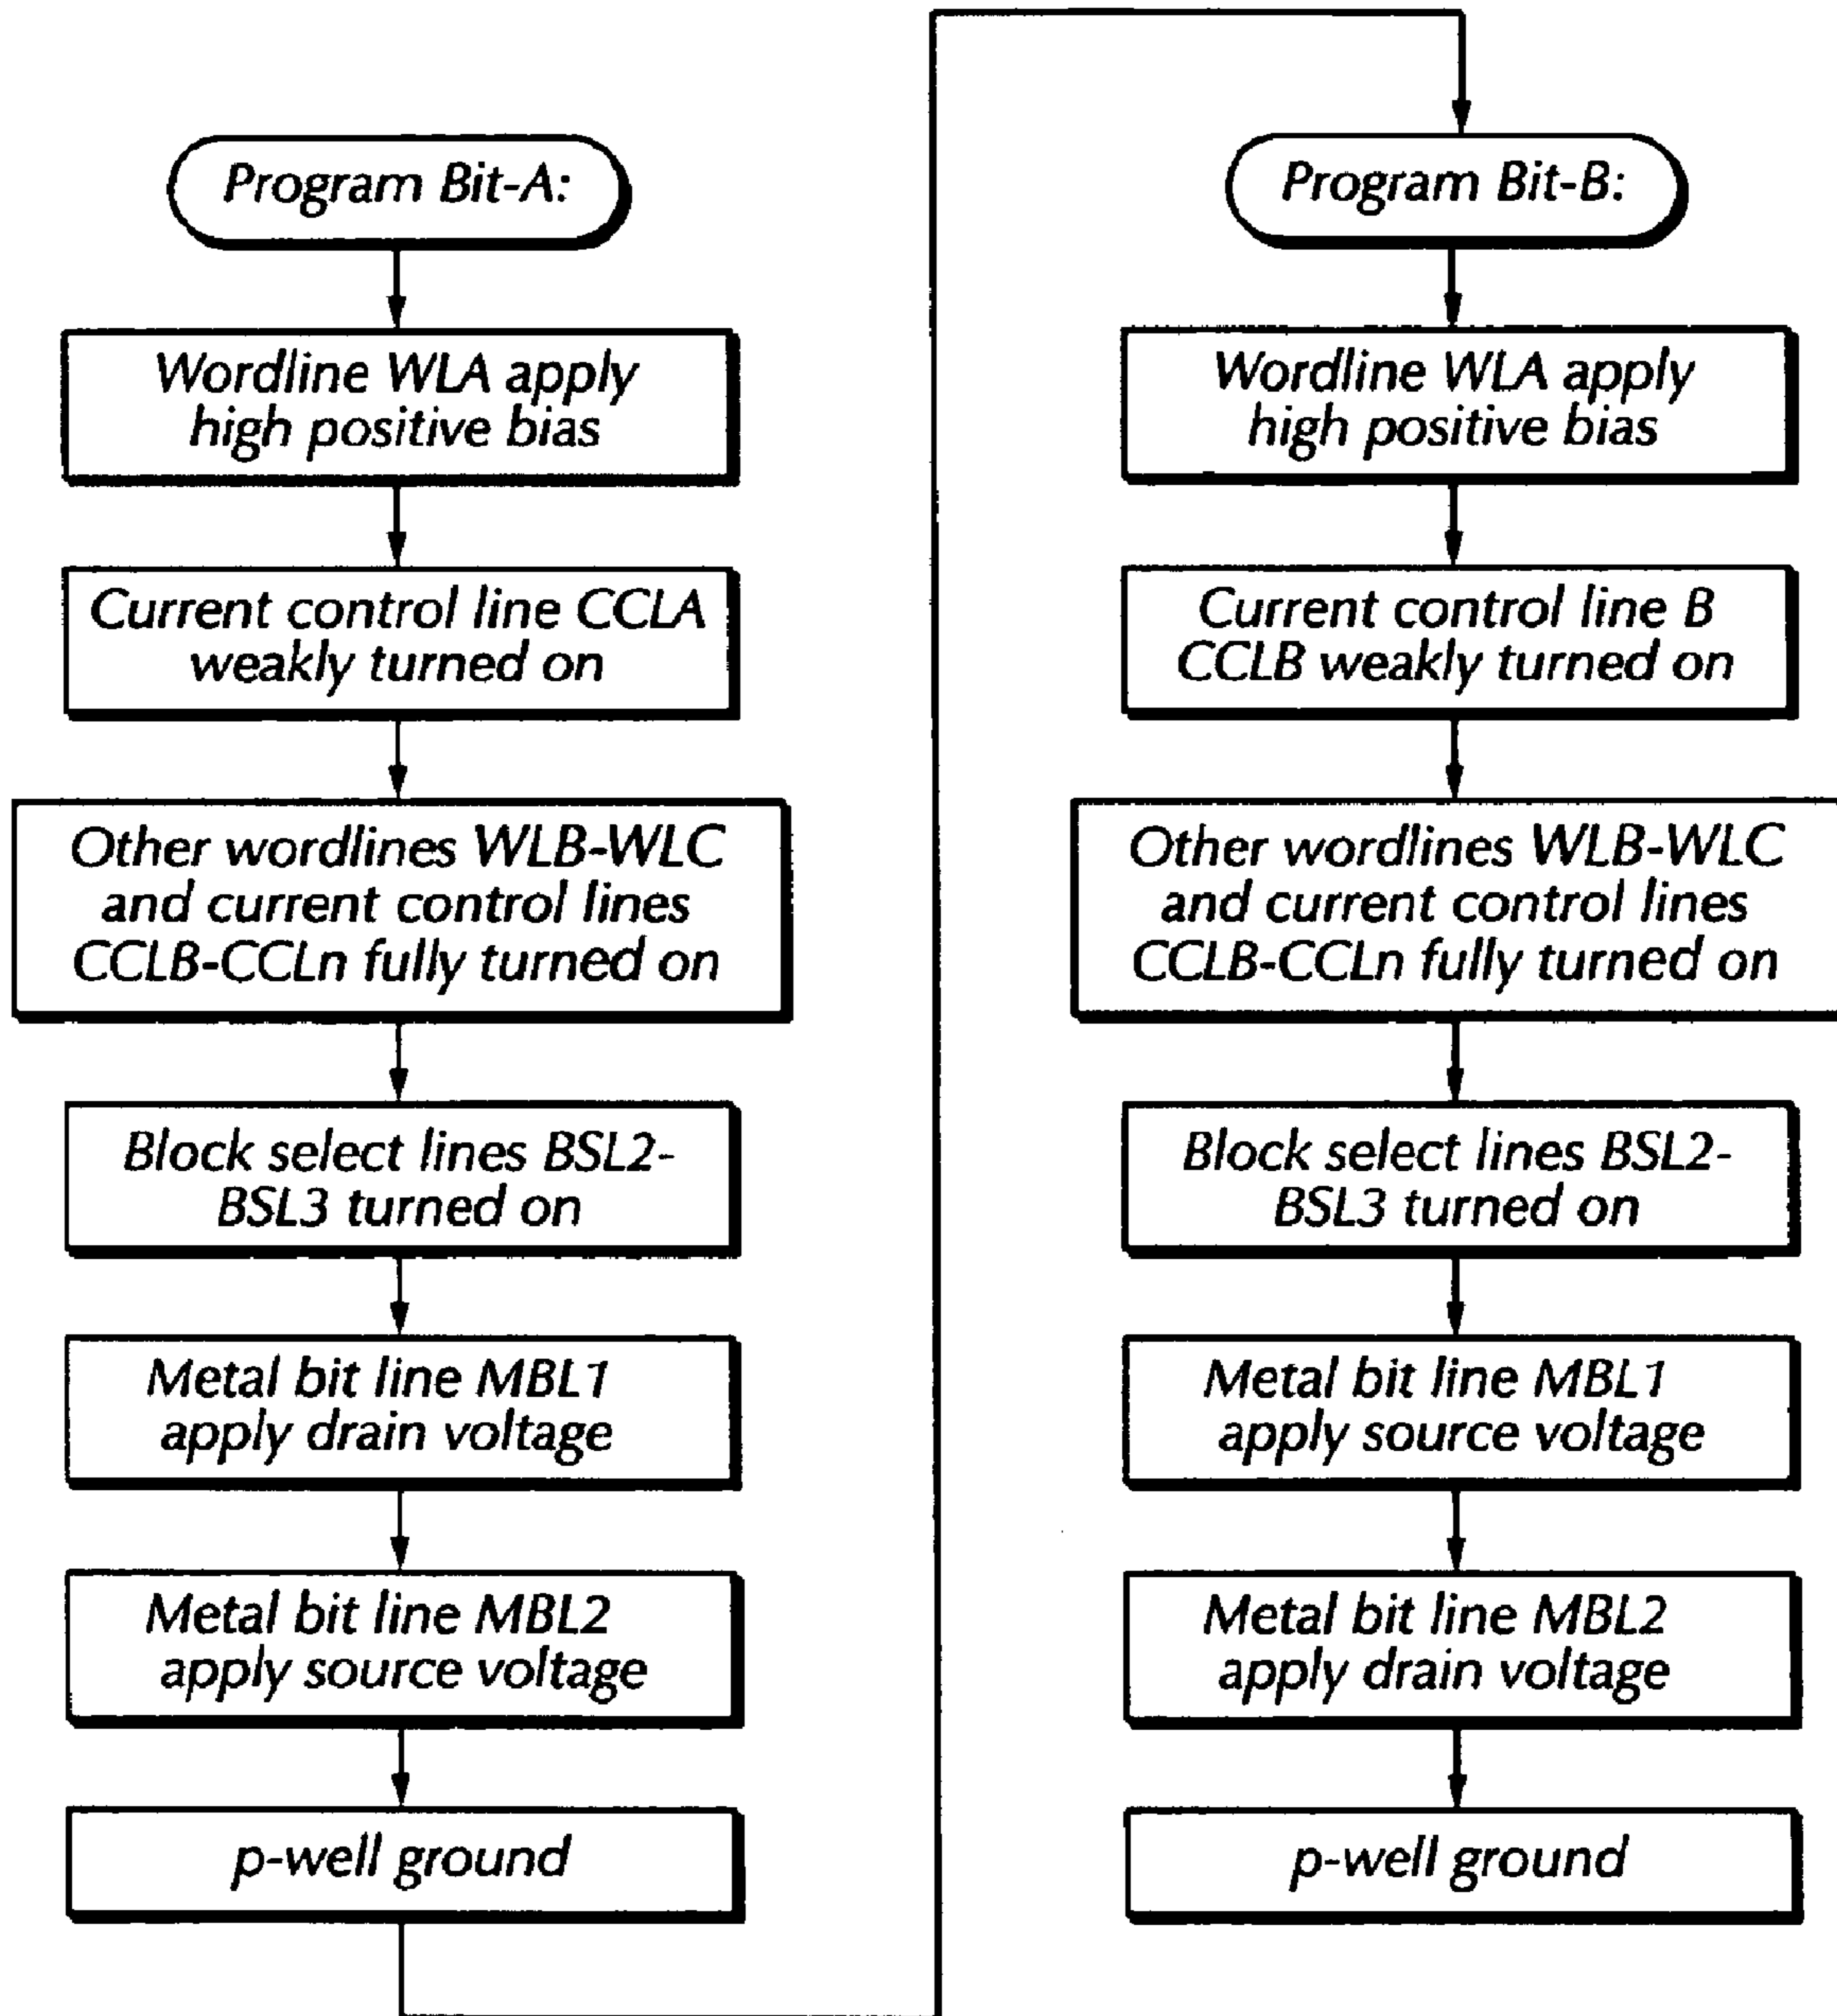 Program Bit-A:
Wordline WLA apply
high positive bias
Current control line CCLA
weakly turned on
Other wordlines WLB-WLC
and current control lines
CCLB-CCLn fully turned on
Block select lines BSL2-
BSL3 turned on
Metal bit line MBL1
apply drain voltage
Metal bit line MBL2
apply source voltage
p-well ground
Program Bit-B:
Wordline WLA apply
high positive bias
Current control line B
CCLB weakly turned on
Other wordlines WLB-WLC
and current control lines
CCLB-CCLn fully turned on
Block select lines BSL2-
BSL3 turned on
Metal bit line MBL1
apply source voltage
Metal bit line MBL2
apply drain voltage
p-well ground